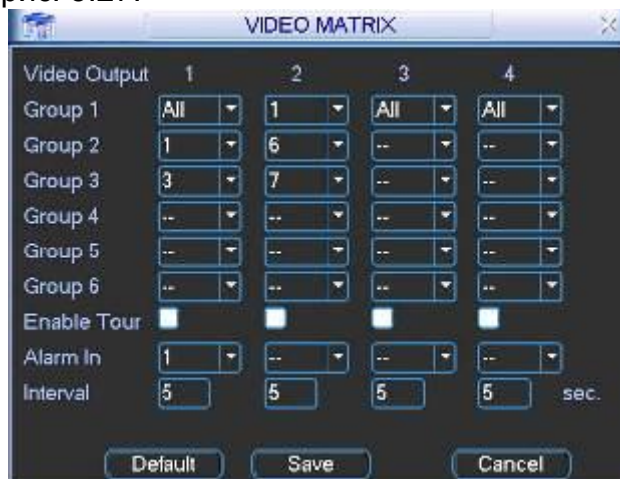 VIDEO MATRIX
Video Output 1 2 3 4
Group 1 All 1 All All
Group 2 1 6 -- --
Group 3 3 7 -- --
Group 4 -- -- -- --
Group 5 -- -- -- --
Group 6 -- -- -- --
Enable Tour
Alarm In 1 -- -- --
Interval 5 5 5 5 sec.
Default Save Cancel